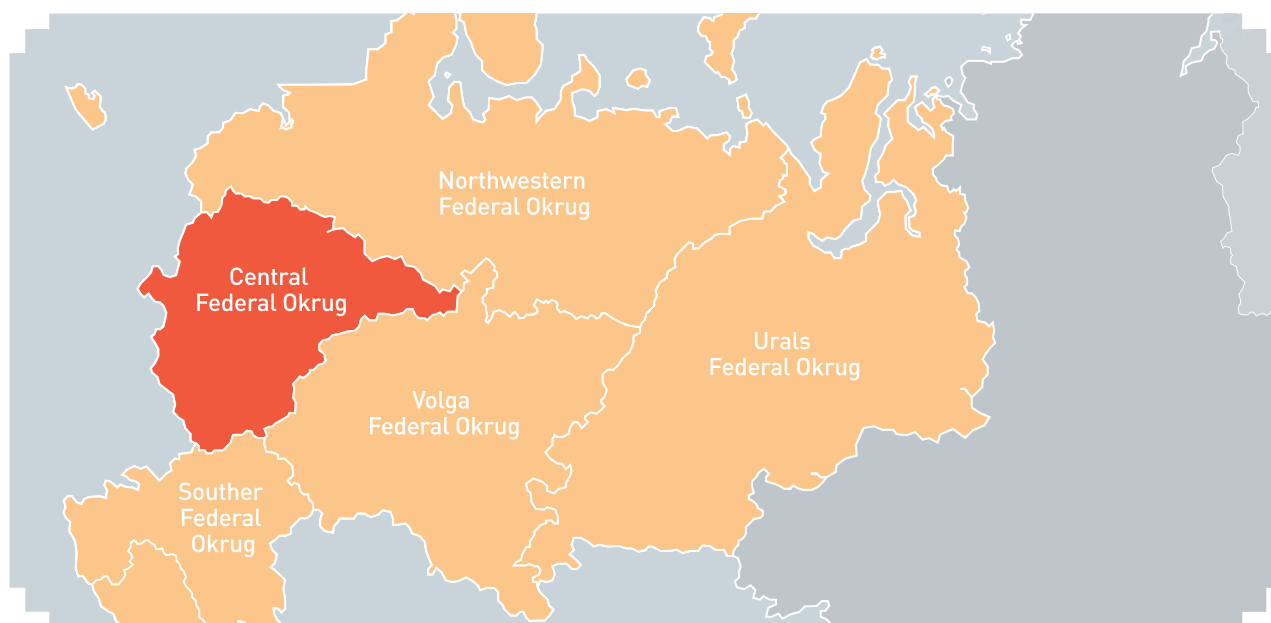 Northwestern
Federal Okrug
Central
Federal Okrug
Urals
Federal Okrug
Volga
Federal Okrug
Souther
Federal
Okrug